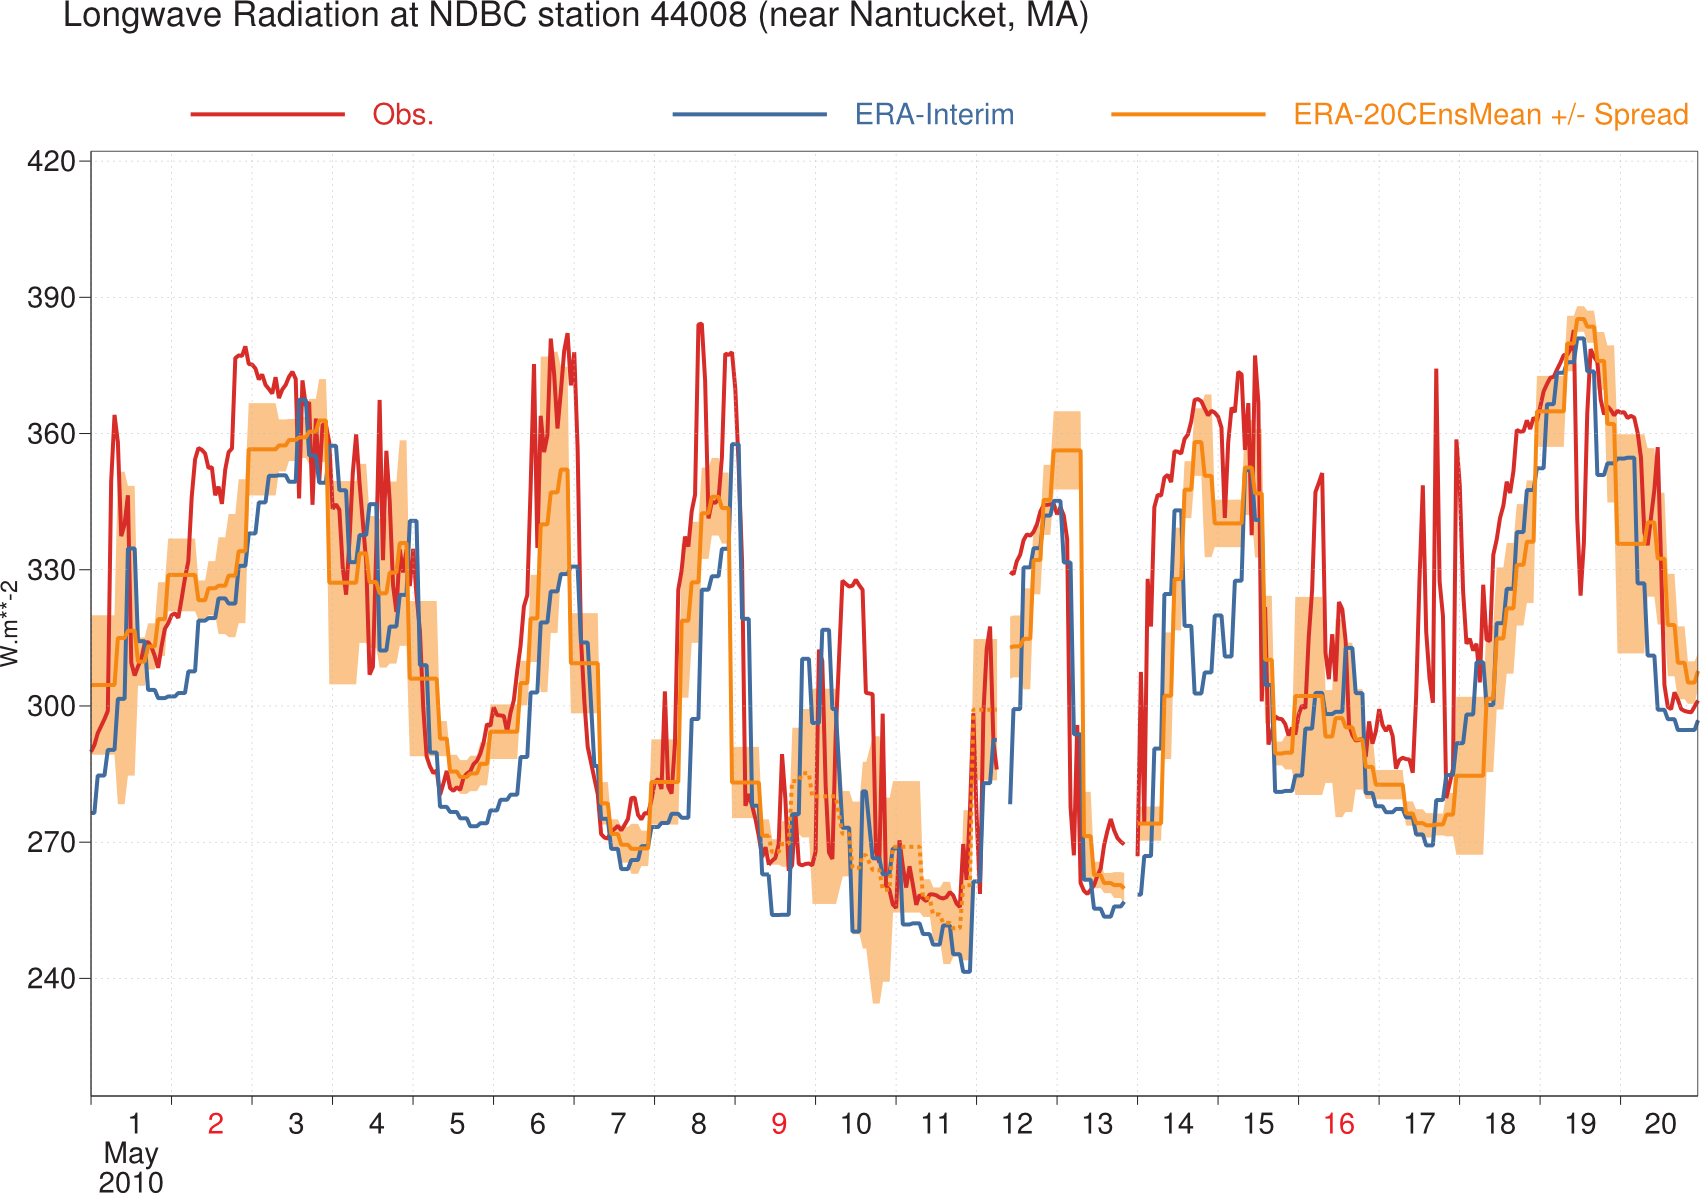 Longwave Radiation at NDBC station 44008 (near Nantucket, MA)
Obs. ERA-Interim ERA-20CEnsMean +/- Spread
420
390
360
330
300
270
240
W.m**-2
1 2 3 4 5 6 7 8 9 10 11 12 13 14 15 16 17 18 19 20
May
2010